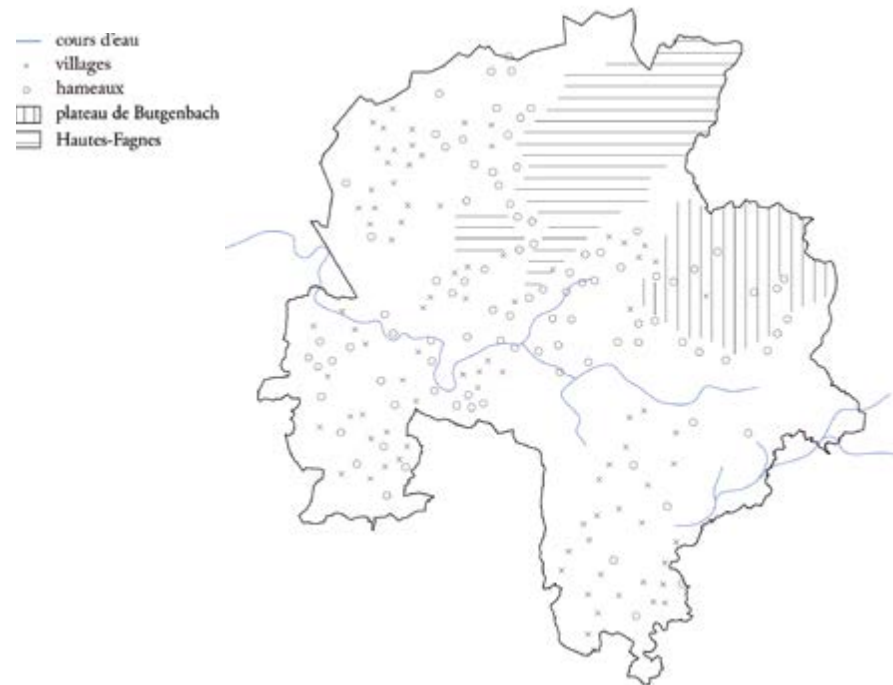 cours d'eau
villages
hameaux
plateau de Butgenbach
Hautes-Fagnes